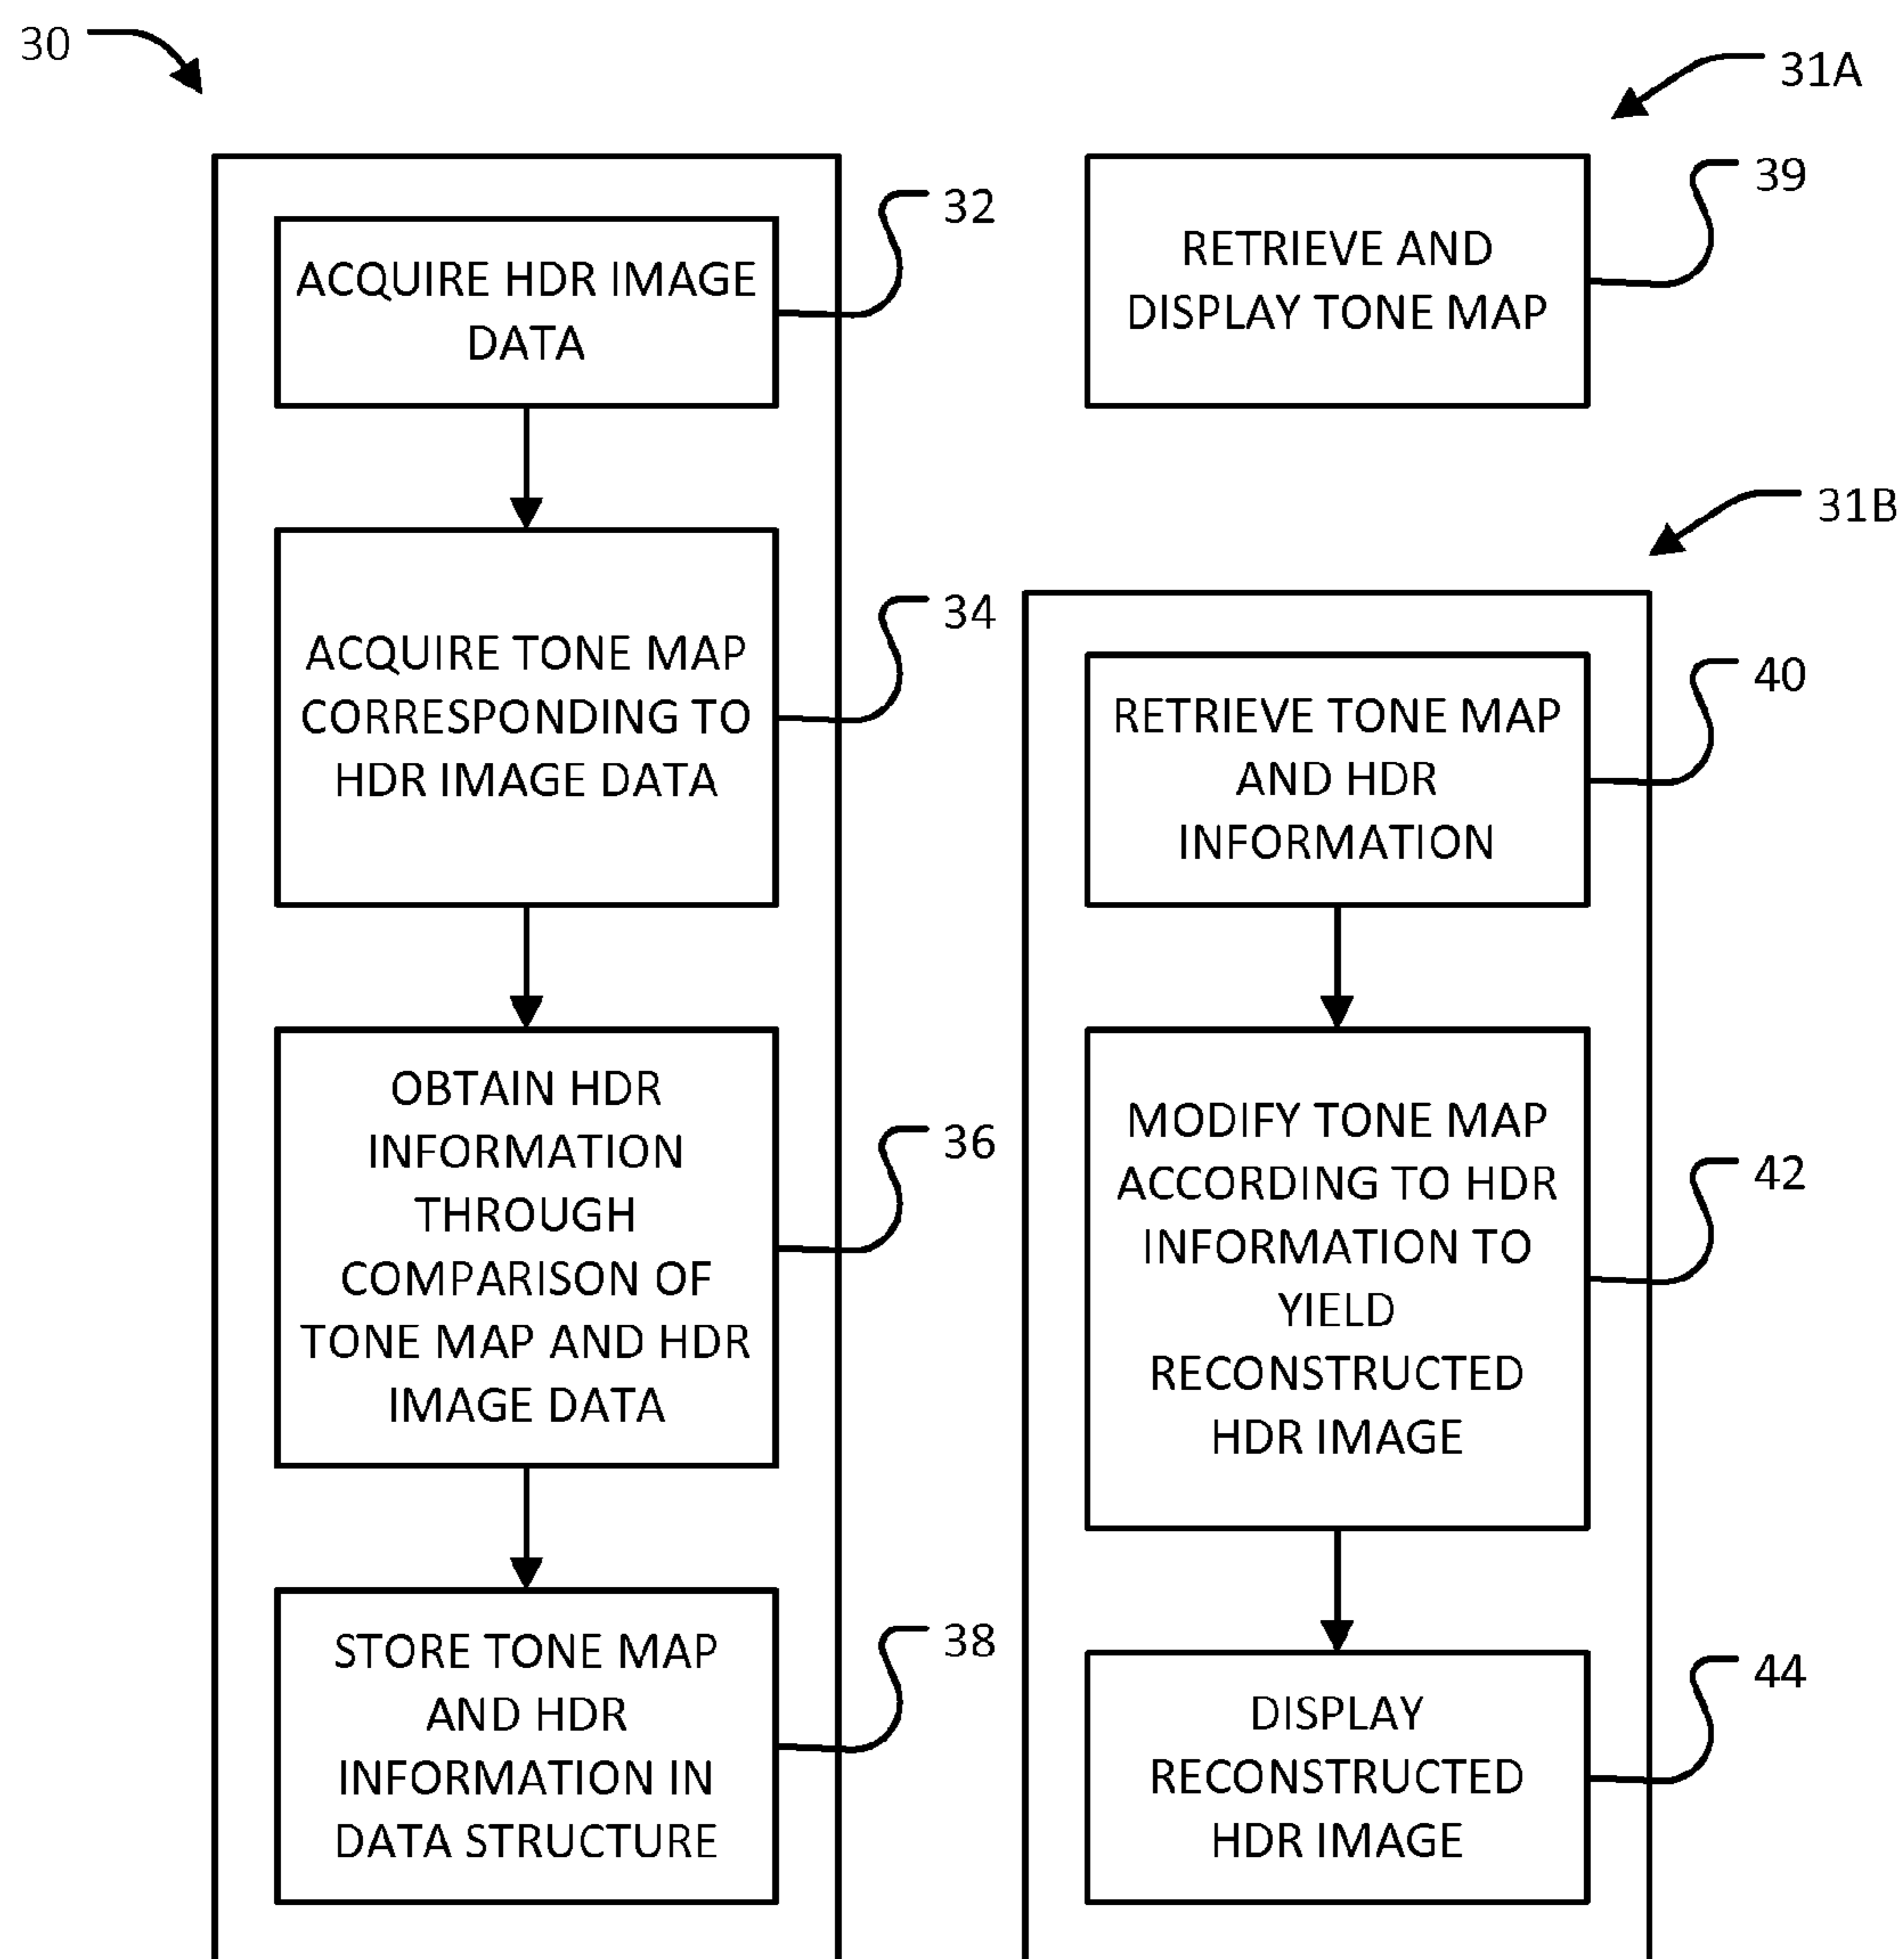 30
ACQUIRE HDR IMAGE
DATA
32
ACQUIRE TONE MAP
CORRESPONDING TO
HDR IMAGE DATA
34
OBTAIN HDR
INFORMATION
THROUGH
COMPARISON OF
TONE MAP AND HDR
IMAGE DATA
36
STORE TONE MAP
AND HDR
INFORMATION IN
DATA STRUCTURE
38
31A
RETRIEVE AND
DISPLAY TONE MAP
39
31B
RETRIEVE TONE MAP
AND HDR
INFORMATION
40
MODIFY TONE MAP
ACCORDING TO HDR
INFORMATION TO
YIELD
RECONSTRUCTED
HDR IMAGE
42
DISPLAY
RECONSTRUCTED
HDR IMAGE
44